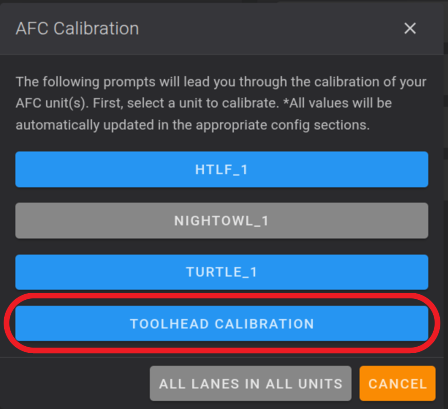 AFC Calibration
The following prompts will lead you through the calibration of your
AFC unit(s). First, select a unit to calibrate. *All values will be
automatically updated in the appropriate config sections.
HTLF_1
NIGHTOWL_1
TURTLE_1
TOOLHEAD CALIBRATION
ALL LANES IN ALL UNITS
CANCEL